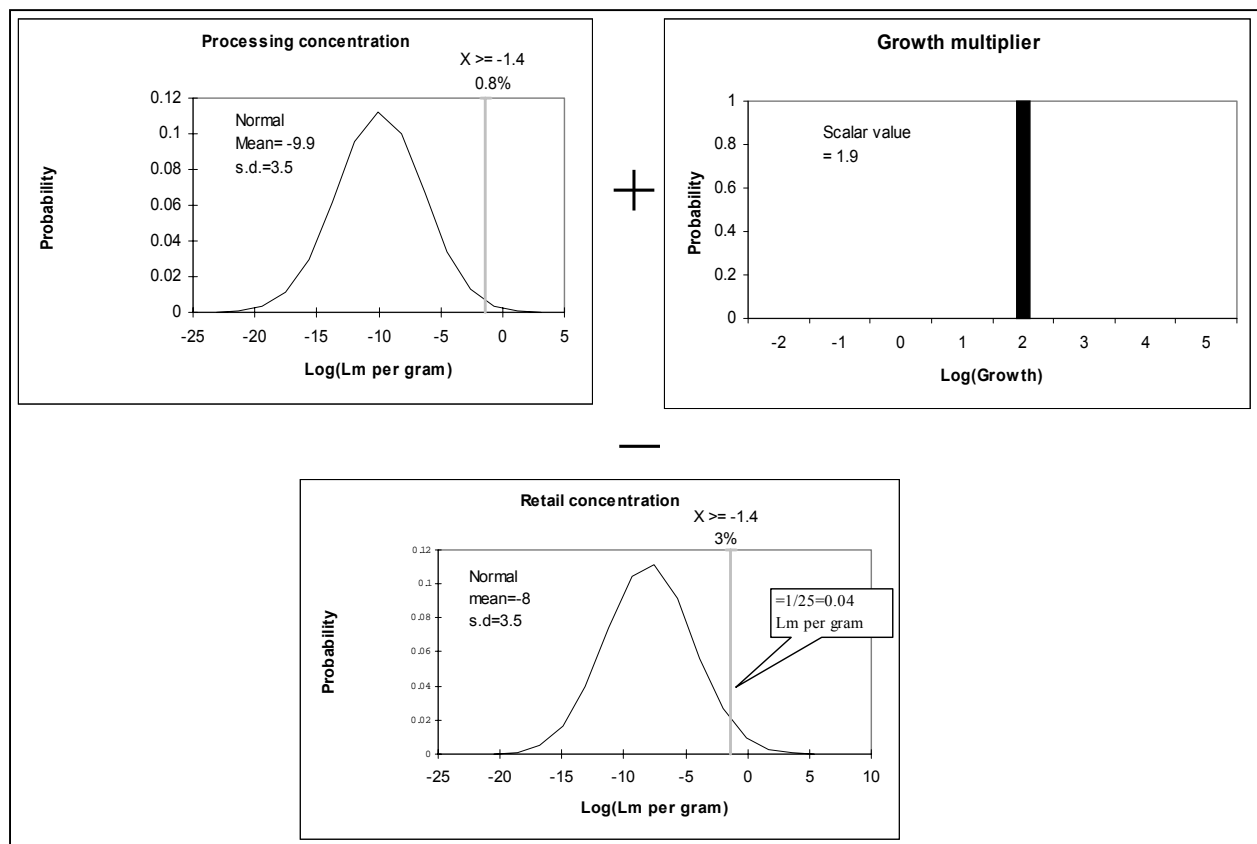 Processing concentration
X >= -1.4
0.8%
0.12
0.1
0.08
0.06
0.04
0.02
0
Normal
Mean= -9.9
s.d.=3.5
Probability
-25 -20 -15 -10 -5 0 5
Log(Lm per gram)
+
Growth multiplier
1
0.8
0.6
0.4
0.2
0
Scalar value
= 1.9
Probability
-2 -1 0 1 2 3 4 5
Log(Growth)
Retail concentration
X >= -1.4
3%
0.12
0.1
0.08
0.06
0.04
0.02
0
Normal
mean=-8
s.d=3.5
=1/25=0.04
Lm per gram
Probability
-25 -20 -15 -10 -5 0 5 10
Log(Lm per gram)